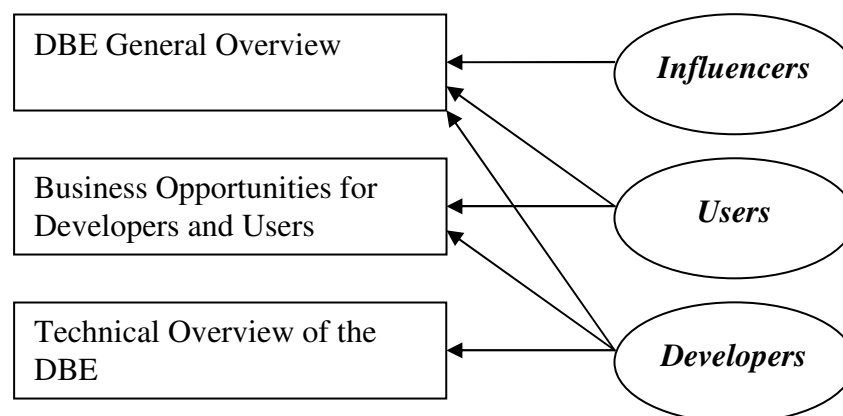 DBE General Overview
Influencers
Business Opportunities for
Developers and Users
Users
Technical Overview of the
DBE
Developers